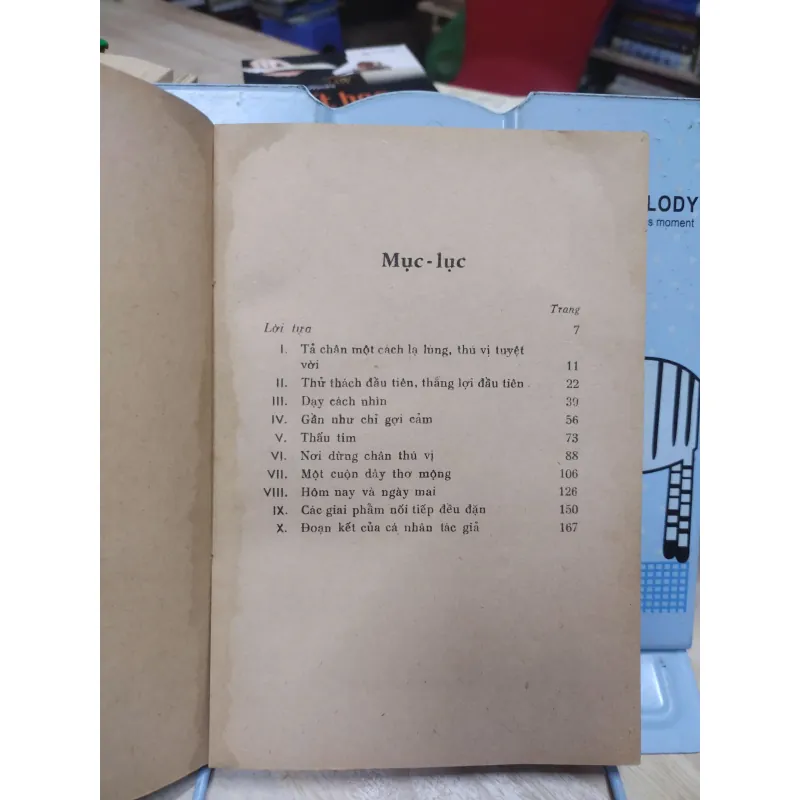 LODY
s moment
Mục-lục
Trang
Lời tựa 7
I. Tả chân một cách lạ lùng, thú vị tuyệt
vời 11
II. Thử thách đầu tiên, thắng lợi đầu tiên 22
III. Dạy cách nhìn 39
IV. Gần như chỉ gợi cảm 56
V. Thấu tim 73
VI. Nơi dừng chân thú vị 88
VII. Một cuộn dây thơ mộng 106
VIII. Hôm nay và ngày mai 126
IX. Các giai phẩm nối tiếp đều đặn 150
X. Đoạn kết của cá nhân tác giả 167